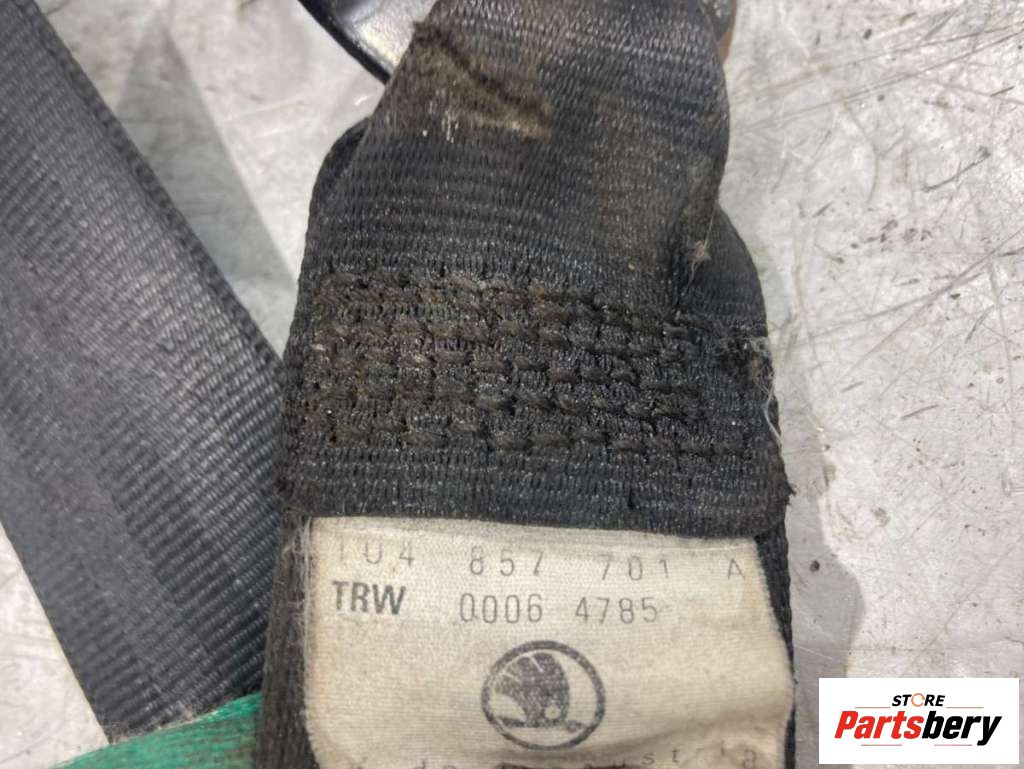 1U4 857 701 A
TRW 0006 4785
STORE
Partsbery